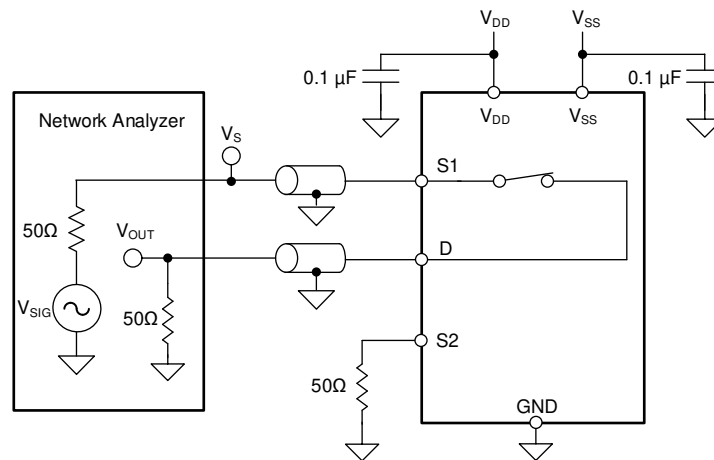 V_DD V_SS
0.1 µF 0.1 µF
Network Analyzer V_DD V_SS
V_S
S1
50Ω
V_OUT
D
V_SIG 50Ω
S2
50Ω
GND